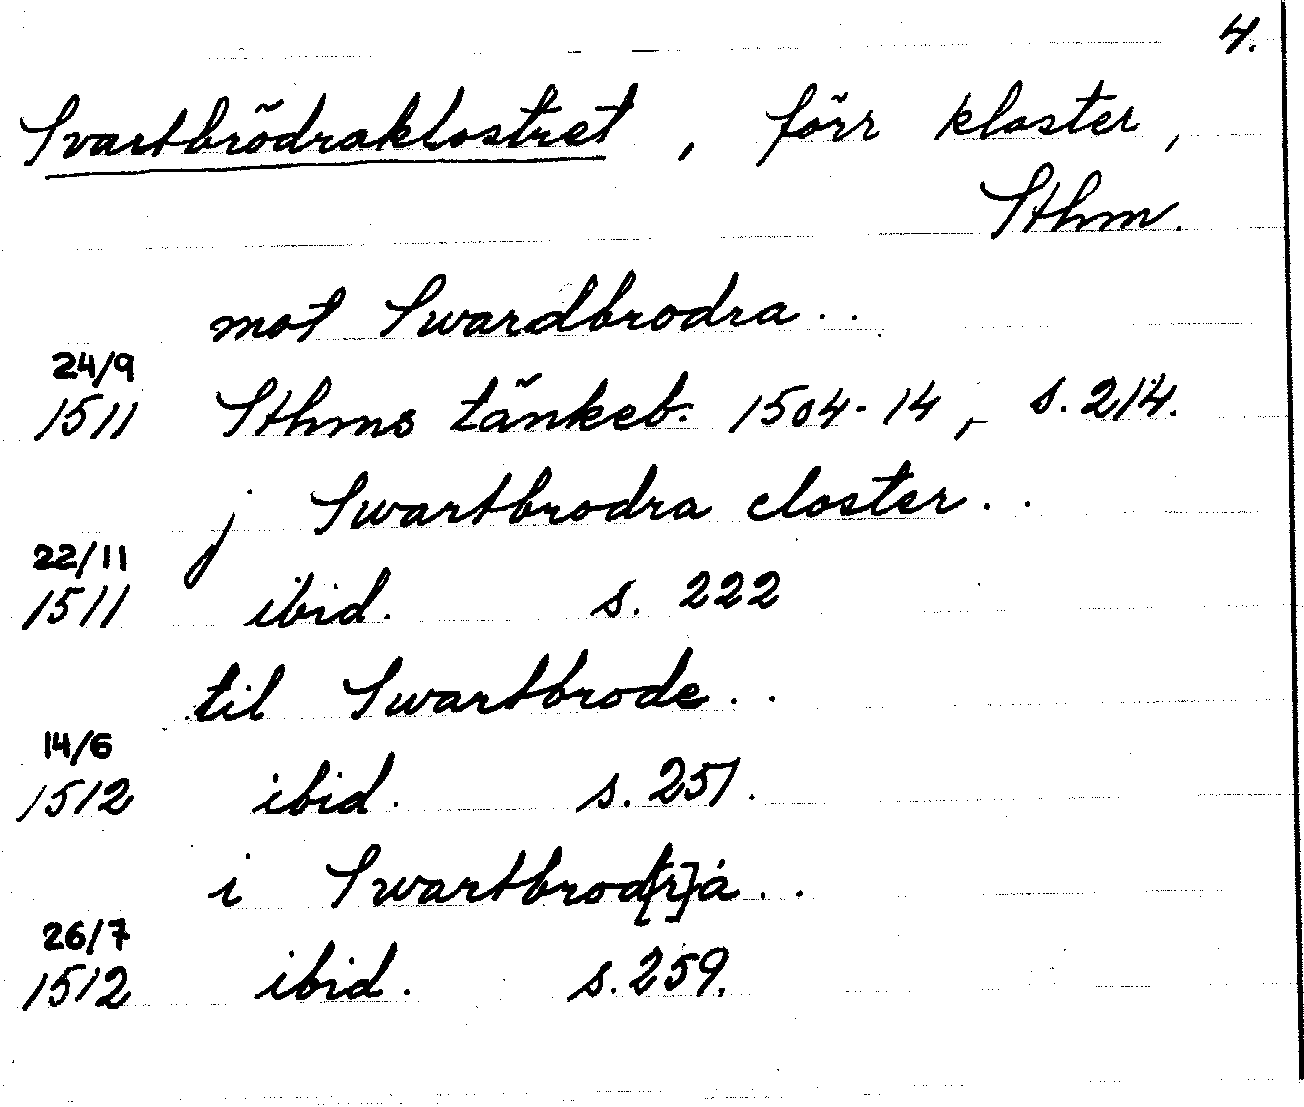 4.
Svartbrödraklostret, förr kloster,
Sthm.
mot Swardbrodra..
24/9
1511 Sthms tänkeb. 1504-14, s. 214.
j Swartbrodra closter..
22/11
1511 ibid. s. 222
til Swartbrode..
14/6
1512 ibid. s. 251.
i Swartbrod[r]a..
26/7
1512 ibid. s. 259.